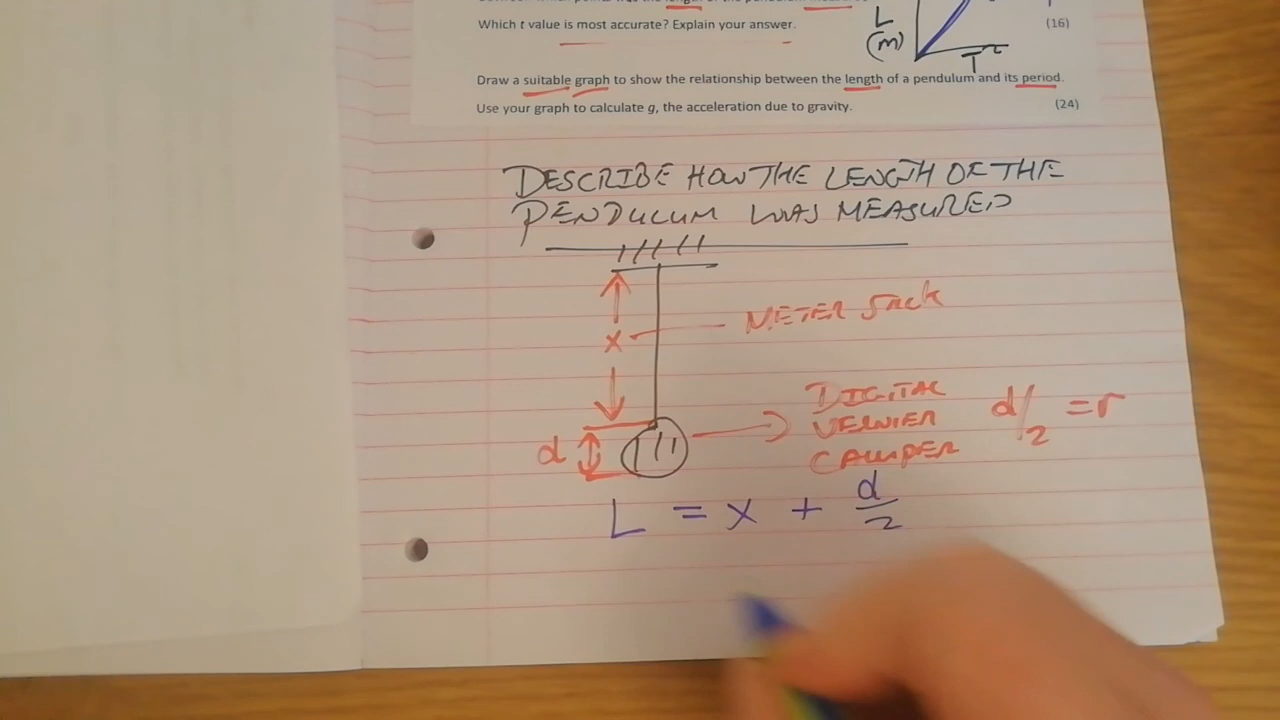 Which t value is most accurate? Explain your answer.
(16)
L
(m)
T²
Draw a suitable graph to show the relationship between the length of a pendulum and its period.
Use your graph to calculate g, the acceleration due to gravity.
(24)
DESCRIBE HOW THE LENGTH OF THE
PENDULUM WAS MEASURED
x
METER STICK
d
DIGITAL
VERNIER
CALLIPER
d/2 = r
L = x + d/2